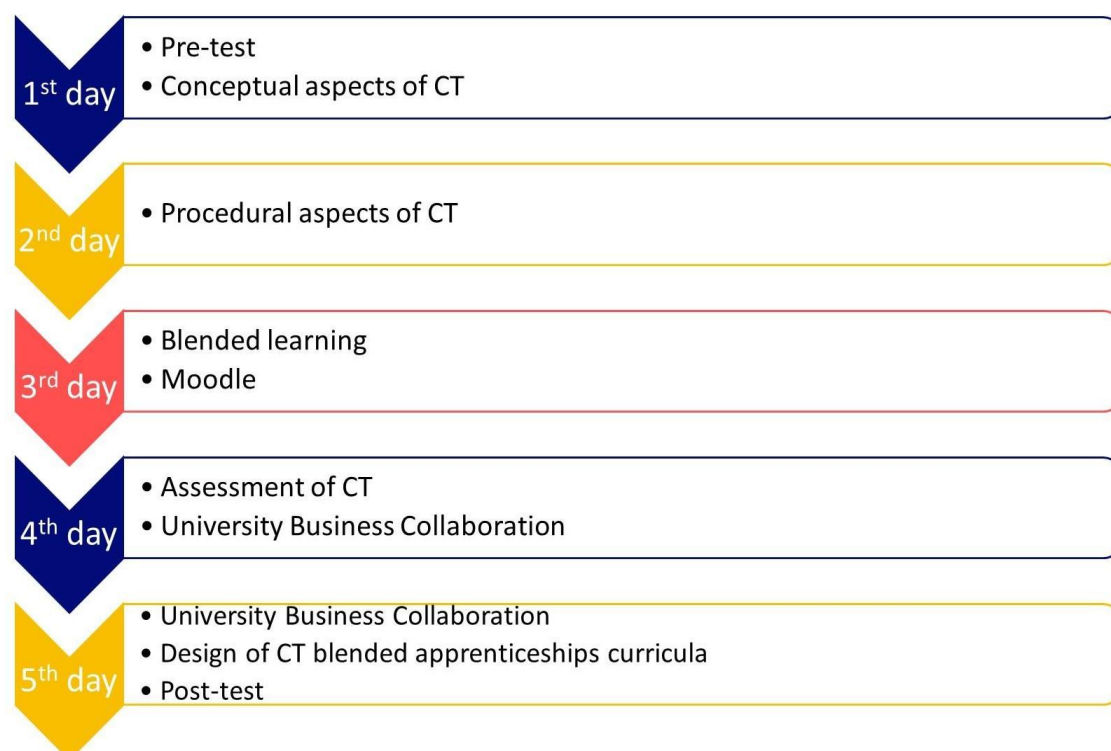 1st day
• Pre-test
• Conceptual aspects of CT
2nd day
• Procedural aspects of CT
3rd day
• Blended learning
• Moodle
4th day
• Assessment of CT
• University Business Collaboration
5th day
• University Business Collaboration
• Design of CT blended apprenticeships curricula
• Post-test